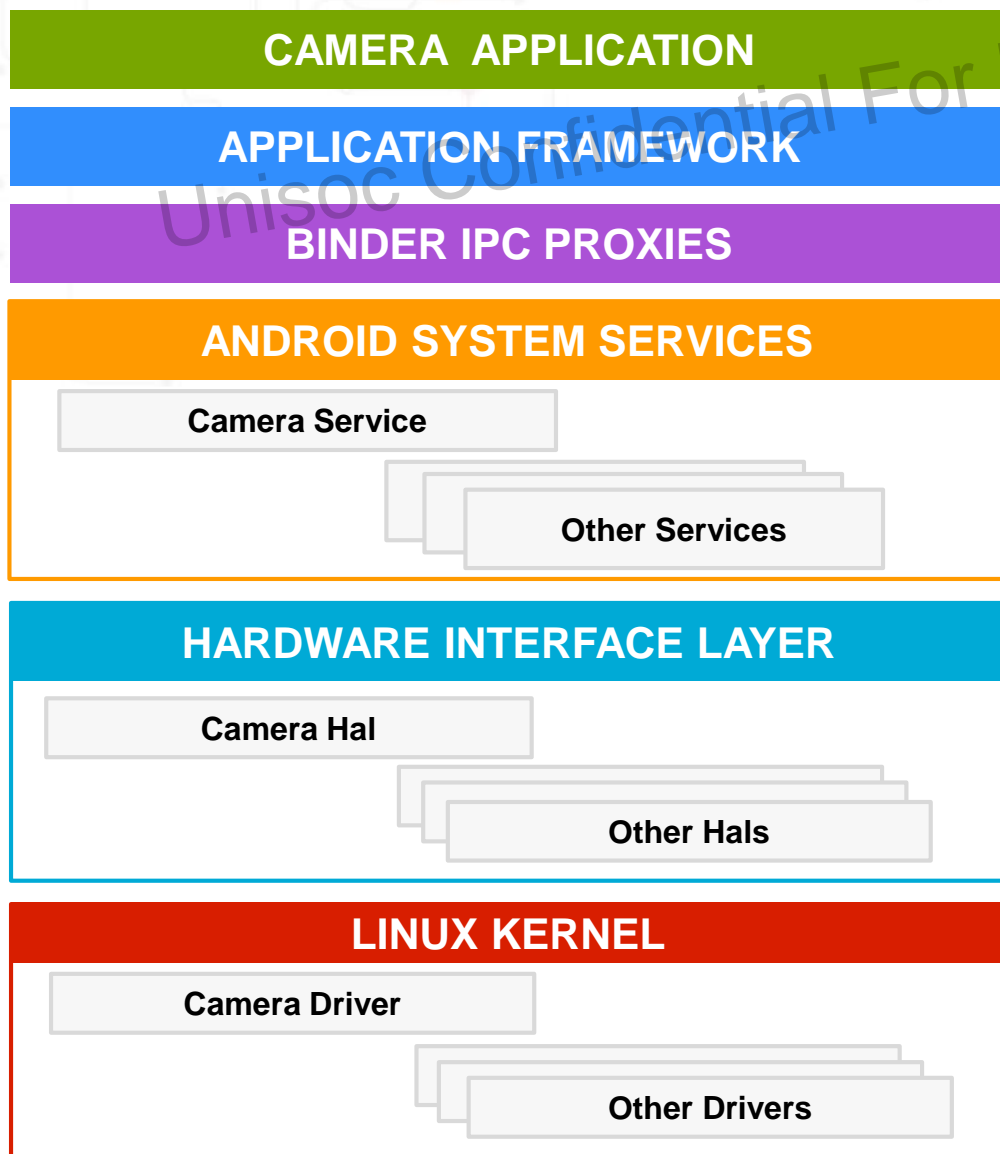 CAMERA APPLICATION
APPLICATION FRAMEWORK
Unisoc Confidential For
BINDER IPC PROXIES
ANDROID SYSTEM SERVICES
Camera Service
Other Services
HARDWARE INTERFACE LAYER
Camera Hal
Other Hals
LINUX KERNEL
Camera Driver
Other Drivers